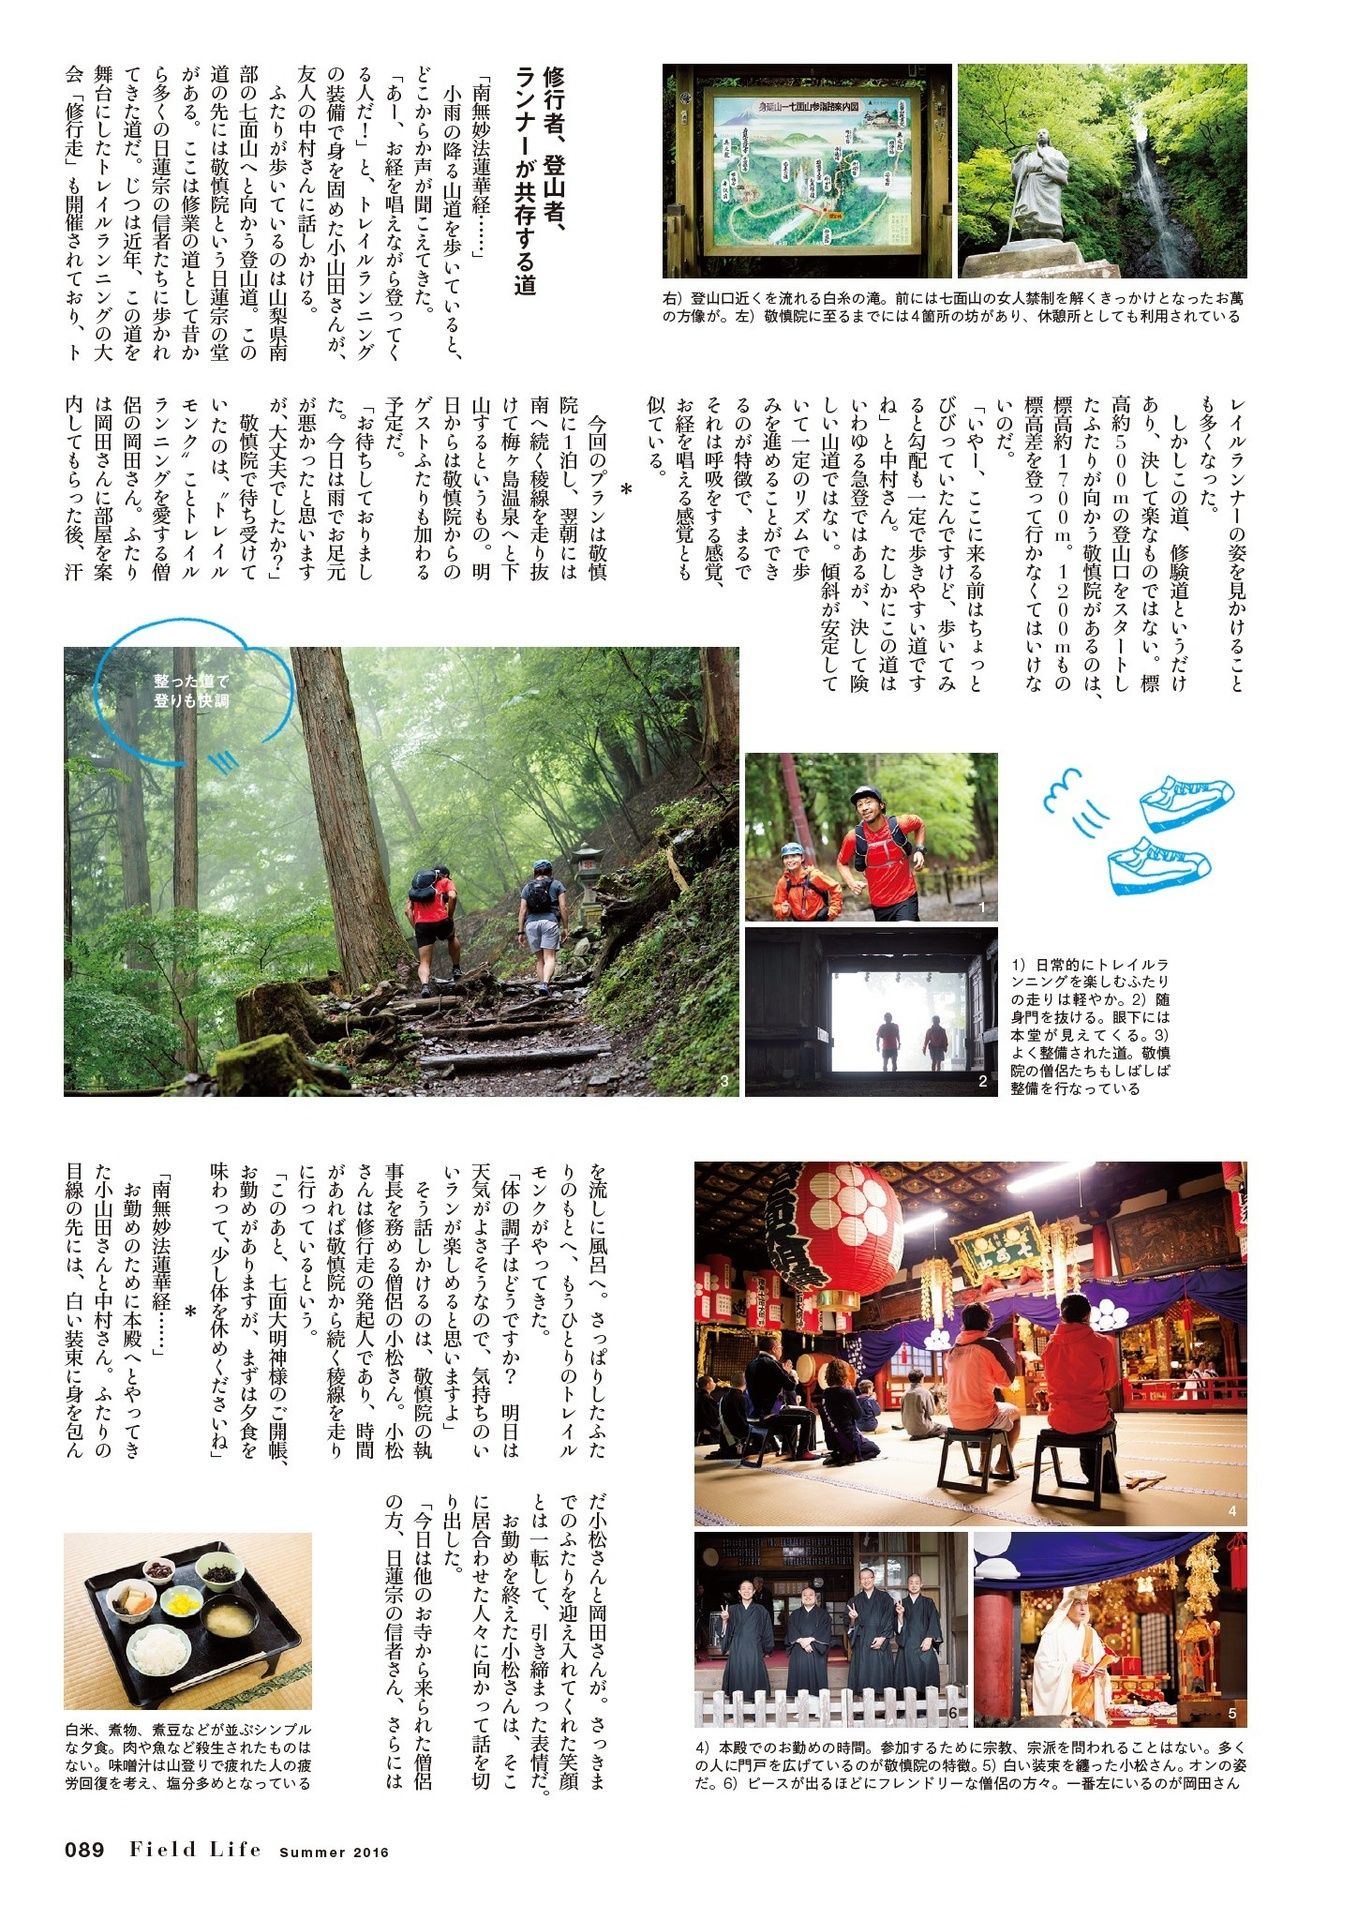 修行者、登山者、
ランナーが共存する道
「南無妙法蓮華経……」
　小雨の降る山道を歩いていると、
どこからか声が聞こえてきた。
「あー、お経を唱えながら登ってく
る人だ！」と、トレイルランニング
の装備で身を固めた小山田さんが、
友人の中村さんに話しかける。
　ふたりが歩いているのは山梨県南
部の七面山へと向かう登山道。この
道の先には敬慎院という日蓮宗の堂
がある。ここは修業の道として昔か
ら多くの日蓮宗の信者たちに歩かれ
てきた道だ。じつは近年、この道を
舞台にしたトレイルランニングの大
会「修行走」も開催されており、ト
身延山―七面山参詣路案内図
右）登山口近くを流れる白糸の滝。前には七面山の女人禁制を解くきっかけとなったお萬
の方像が。左）敬慎院に至るまでには4箇所の坊があり、休憩所としても利用されている
レイルランナーの姿を見かけること
も多くなった。
　しかしこの道、修験道というだけ
あり、決して楽なものではない。標
高約500mの登山口をスタートし
たふたりが向かう敬慎院があるのは、
標高約1700m。1200mもの
標高差を登って行かなくてはいけな
いのだ。
「いやー、ここに来る前はちょっと
びびっていたんですけど、歩いてみ
ると勾配も一定で歩きやすい道です
ね」と中村さん。たしかにこの道は
いわゆる急登ではあるが、決して険
しい山道ではない。傾斜が安定して
いて一定のリズムで歩
みを進めることができ
るのが特徴で、まるで
それは呼吸をする感覚、
お経を唱える感覚とも
似ている。
＊
　今回のプランは敬慎
院に1泊し、翌朝には
南へ続く稜線を走り抜
けて梅ヶ島温泉へと下
山するというもの。明
日からは敬慎院からの
ゲストふたりも加わる
予定だ。
「お待ちしておりまし
た。今日は雨でお足元
が悪かったと思います
が、大丈夫でしたか？」
　敬慎院で待ち受けて
いたのは、〝トレイル
モンク〟ことトレイル
ランニングを愛する僧
侶の岡田さん。ふたり
は岡田さんに部屋を案
内してもらった後、汗
整った道で
登りも快調
1
2
3
1）日常的にトレイルラ
ンニングを楽しむふたり
の走りは軽やか。2）随
身門を抜ける。眼下には
本堂が見えてくる。3）
よく整備された道。敬慎
院の僧侶たちもしばしば
整備を行なっている
を流しに風呂へ。さっぱりしたふた
りのもとへ、もうひとりのトレイル
モンクがやってきた。
「体の調子はどうですか？　明日は
天気がよさそうなので、気持ちのい
いランが楽しめると思いますよ」
　そう話しかけるのは、敬慎院の執
事長を務める僧侶の小松さん。小松
さんは修行走の発起人であり、時間
があれば敬慎院から続く稜線を走り
に行っているという。
「このあと、七面大明神様のご開帳、
お勤めがありますが、まずは夕食を
味わって、少し体を休めくださいね」
＊
「南無妙法蓮華経……」
　お勤めのために本殿へとやってき
た小山田さんと中村さん。ふたりの
目線の先には、白い装束に身を包ん
だ小松さんと岡田さんが。さっきま
でのふたりを迎え入れてくれた笑顔
とは一転して、引き締まった表情だ。
　お勤めを終えた小松さんは、そこ
に居合わせた人々に向かって話を切
り出した。
「今日は他のお寺から来られた僧侶
の方、日蓮宗の信者さん、さらには
七面山
4
5
6
白米、煮物、煮豆などが並ぶシンプル
な夕食。肉や魚など殺生されたものは
ない。味噌汁は山登りで疲れた人の疲
労回復を考え、塩分多めとなっている
4）本殿でのお勤めの時間。参加するために宗教、宗派を問われることはない。多く
の人に門戸を広げているのが敬慎院の特徴。5）白い装束を纏った小松さん。オンの姿
だ。6）ピースが出るほどにフレンドリーな僧侶の方々。一番左にいるのが岡田さん
089 Field Life Summer 2016